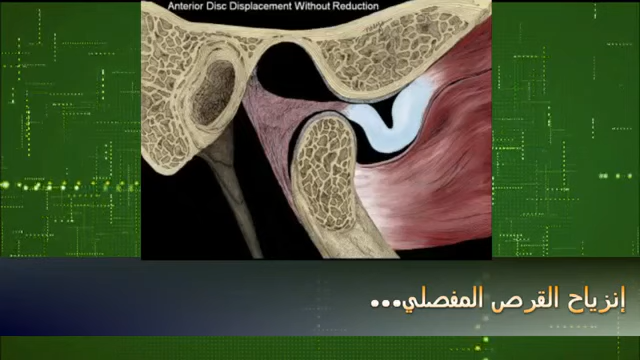 Anterior Disc Displacement Without Reduction
إنزياح القرص المفصلي...